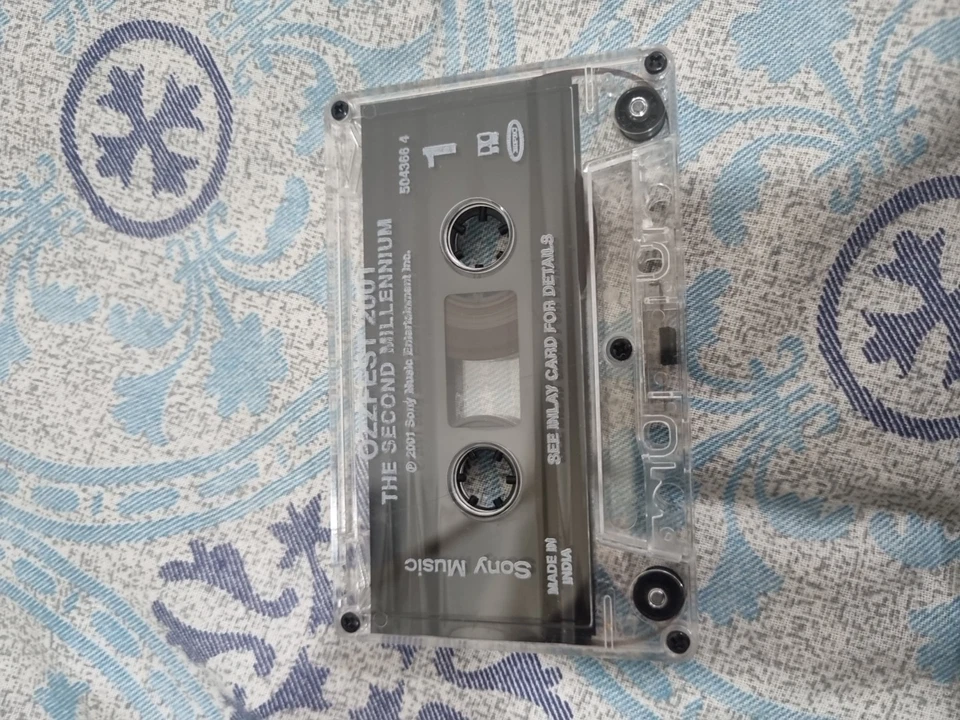 OZZFEST 2001
THE SECOND MILLENNIUM
504366 4
℗ 2001 Sony Music Entertainment Inc.
1
Sony Music
SEE INLAY CARD FOR DETAILS
MADE IN
INDIA